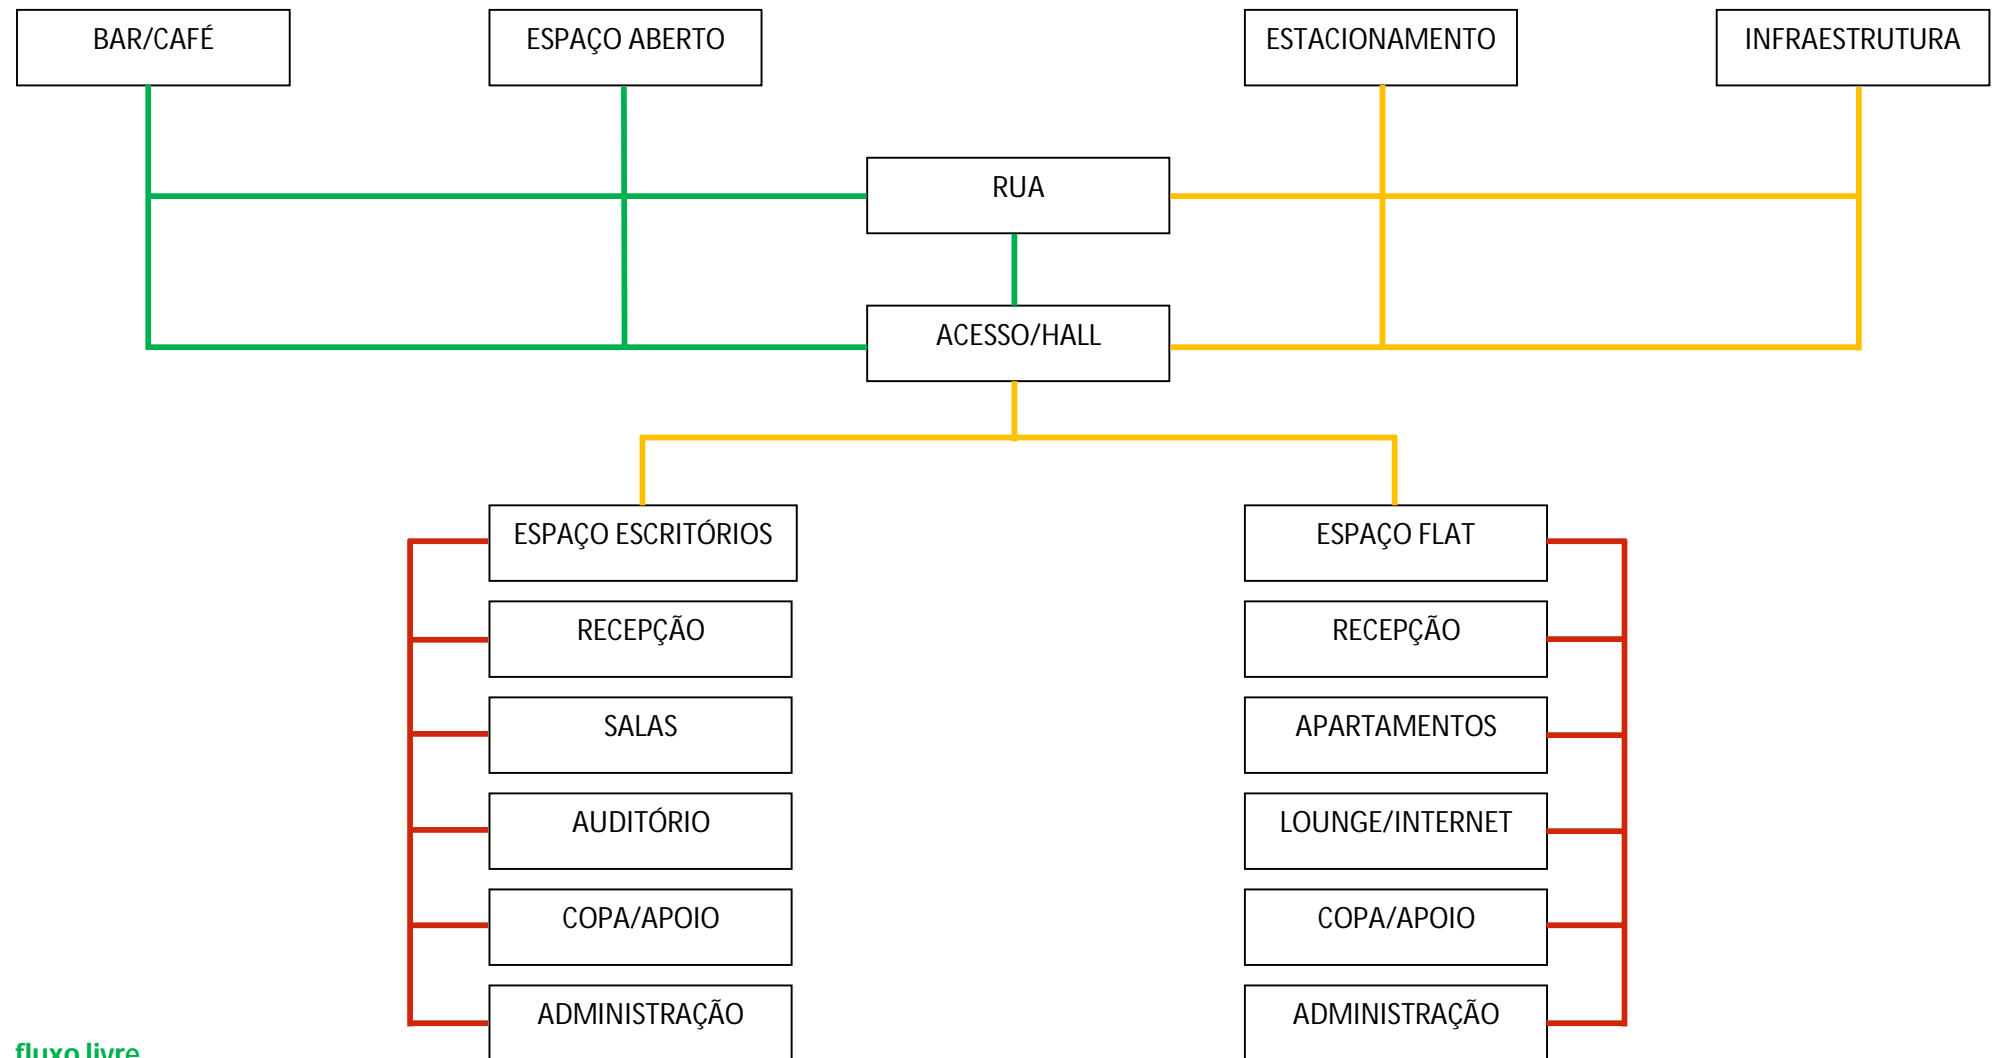 BAR/CAFÉ
ESPAÇO ABERTO
ESTACIONAMENTO
INFRAESTRUTURA
RUA
ACESSO/HALL
ESPAÇO ESCRITÓRIOS
ESPAÇO FLAT
RECEPÇÃO
RECEPÇÃO
SALAS
APARTAMENTOS
AUDITÓRIO
LOUNGE/INTERNET
COPA/APOIO
COPA/APOIO
ADMINISTRAÇÃO
ADMINISTRAÇÃO
fluxo livre